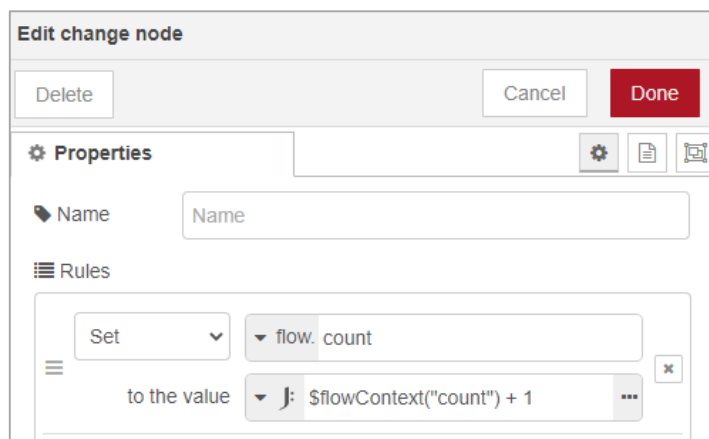 Edit change node
Delete Cancel Done
Properties
Name Name
Rules
Set flow. count
to the value J: $flowContext("count") + 1